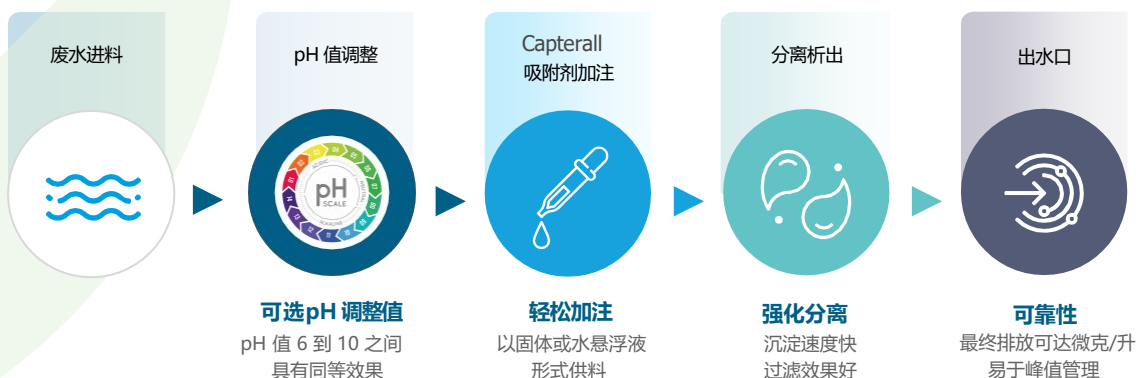 废水进料
pH 值调整
Capterall
吸附剂加注
分离析出
出水口
pH
SCALE
可选pH 调整值
pH 值 6 到 10 之间
具有同等效果
轻松加注
以固体或水悬浮液
形式供料
强化分离
沉淀速度快
过滤效果好
可靠性
最终排放可达微克/升
易于峰值管理